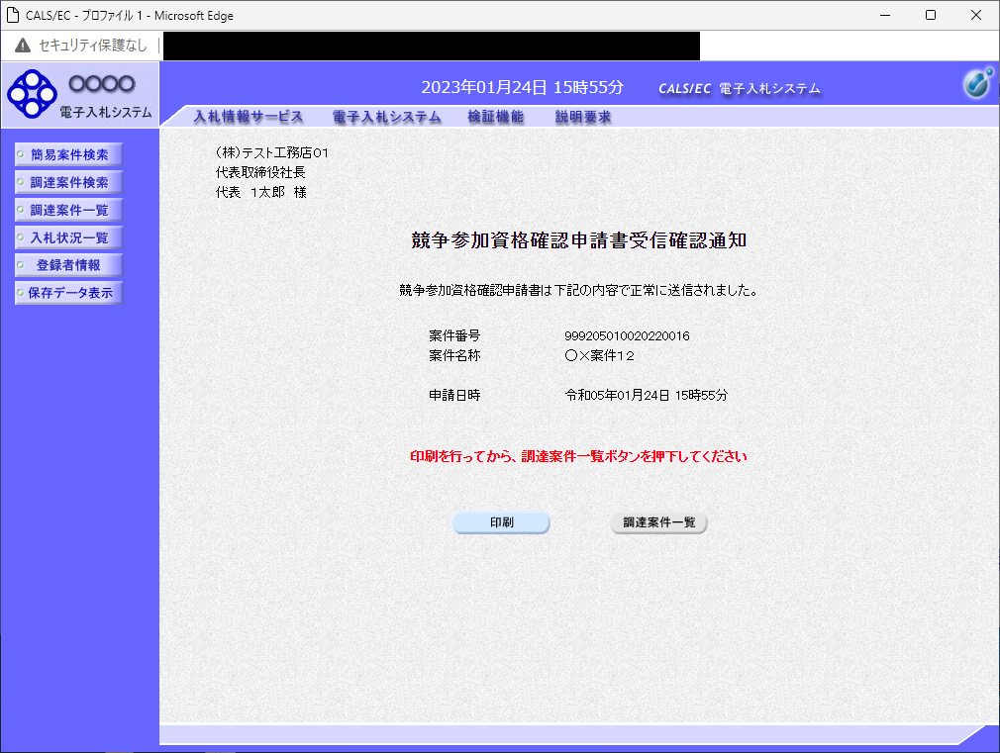 CALS/EC - プロファイル 1 - Microsoft Edge
セキュリティ保護なし
2023年01月24日 15時55分
CALS/EC 電子入札システム
〇〇〇〇
電子入札システム
入札情報サービス 電子入札システム 検証機能 説明要求
簡易案件検索
調達案件検索
調達案件一覧
入札状況一覧
登録者情報
保存データ表示
(株)テスト工務店01
代表取締役社長
代表 1太郎 様
競争参加資格確認申請書受信確認通知
競争参加資格確認申請書は下記の内容で正常に送信されました。
案件番号 999205010020220016
案件名称 〇×案件12
申請日時 令和05年01月24日 15時55分
印刷を行ってから、調達案件一覧ボタンを押下してください
印刷 調達案件一覧